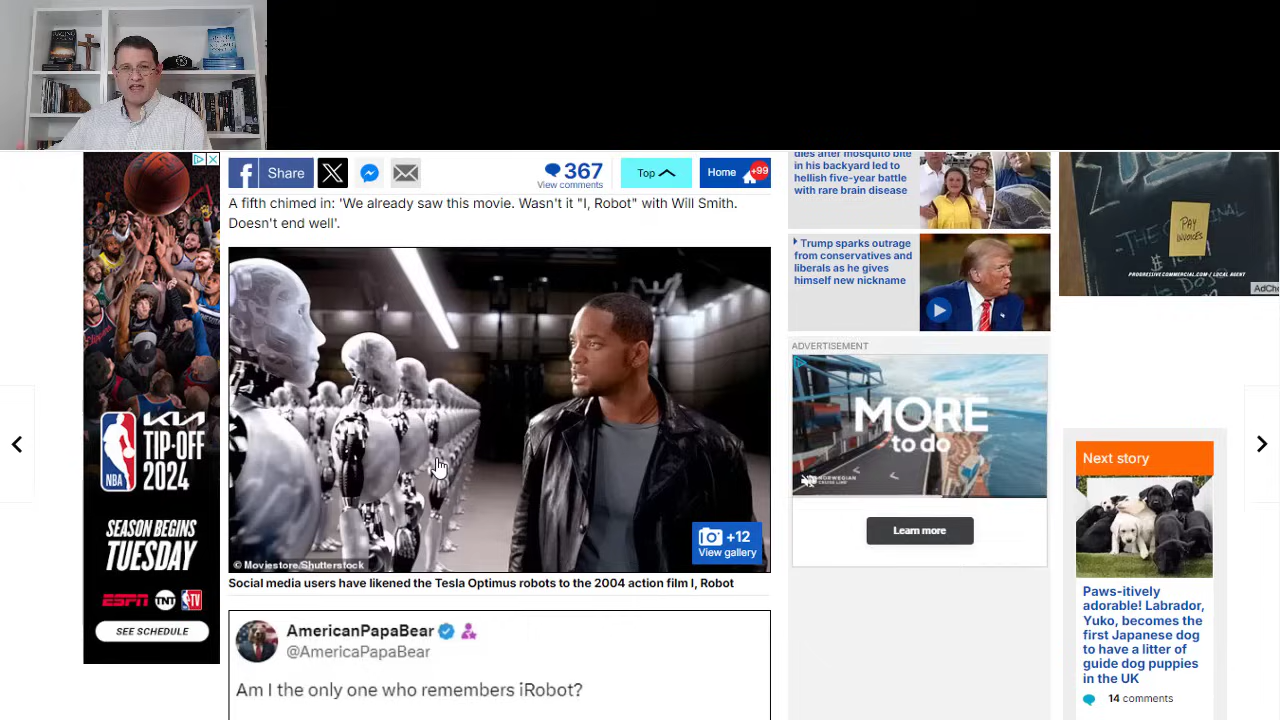 Share
367
View comments
Top
Home
+99
A fifth chimed in: 'We already saw this movie. Wasn't it "I, Robot" with Will Smith.
Doesn't end well'.
© Moviestore/Shutterstock
+12
View gallery
Social media users have likened the Tesla Optimus robots to the 2004 action film I, Robot
AmericanPapaBear
@AmericaPapaBear
Am I the only one who remembers iRobot?
KIA
NBA
TIP-OFF
2024
SEASON BEGINS
TUESDAY
ESPN
TNT
SEE SCHEDULE
dies after mosquito bite
in his backyard led to
hellish five-year battle
with rare brain disease
Trump sparks outrage
from conservatives and
liberals as he gives
himself new nickname
ADVERTISEMENT
MORE
to do
NORWEGIAN
CRUISE LINE
Learn more
PAY
INVOICES
PROGRESSIVECOMMERCIAL.COM / LOCAL AGENT
AdCh
Next story
Paws-itively
adorable! Labrador,
Yuko, becomes the
first Japanese dog
to have a litter of
guide dog puppies
in the UK
14 comments